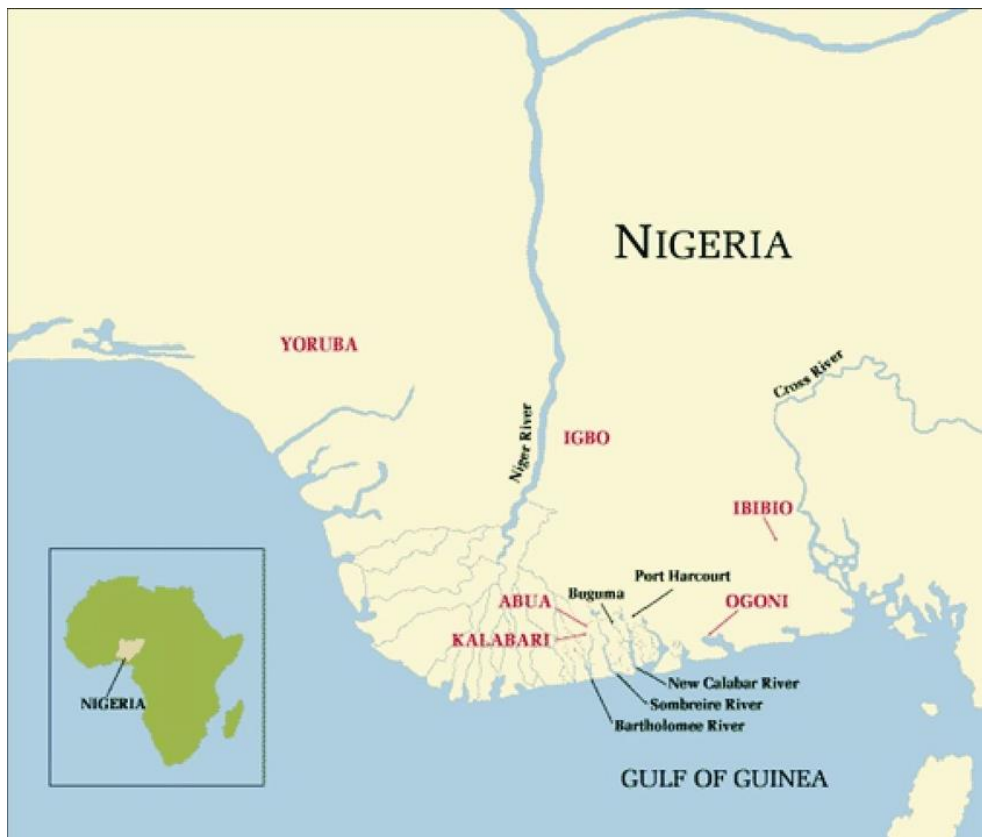 NIGERIA
YORUBA
Cross River
Niger River
IGBO
IBIBIO
Port Harcourt
Buguma
ABUA
OGONI
KALABARI
New Calabar River
Sombreire River
Bartholomee River
NIGERIA
GULF OF GUINEA